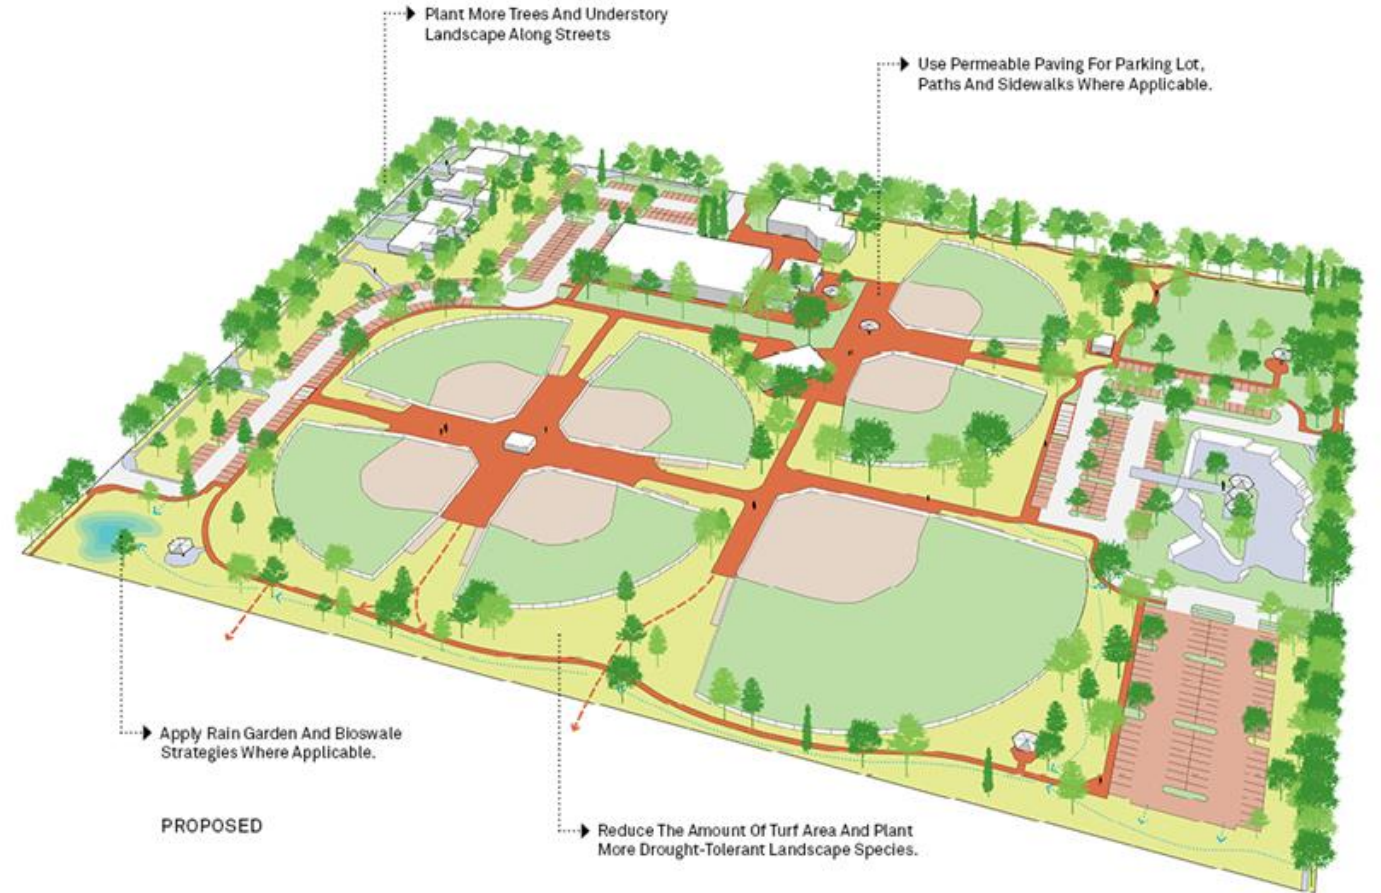 Plant More Trees And Understory
Landscape Along Streets
Use Permeable Paving For Parking Lot,
Paths And Sidewalks Where Applicable.
Apply Rain Garden And Bioswale
Strategies Where Applicable.
PROPOSED
Reduce The Amount Of Turf Area And Plant
More Drought-Tolerant Landscape Species.